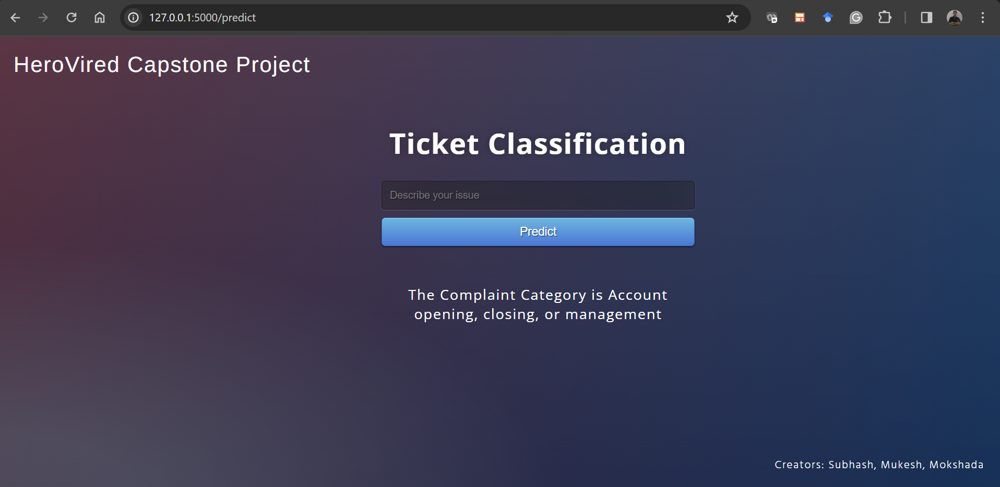 127.0.0.1:5000/predict
HeroVired Capstone Project
Ticket Classification
Describe your issue
Predict
The Complaint Category is Account
opening, closing, or management
Creators: Subhash, Mukesh, Mokshada